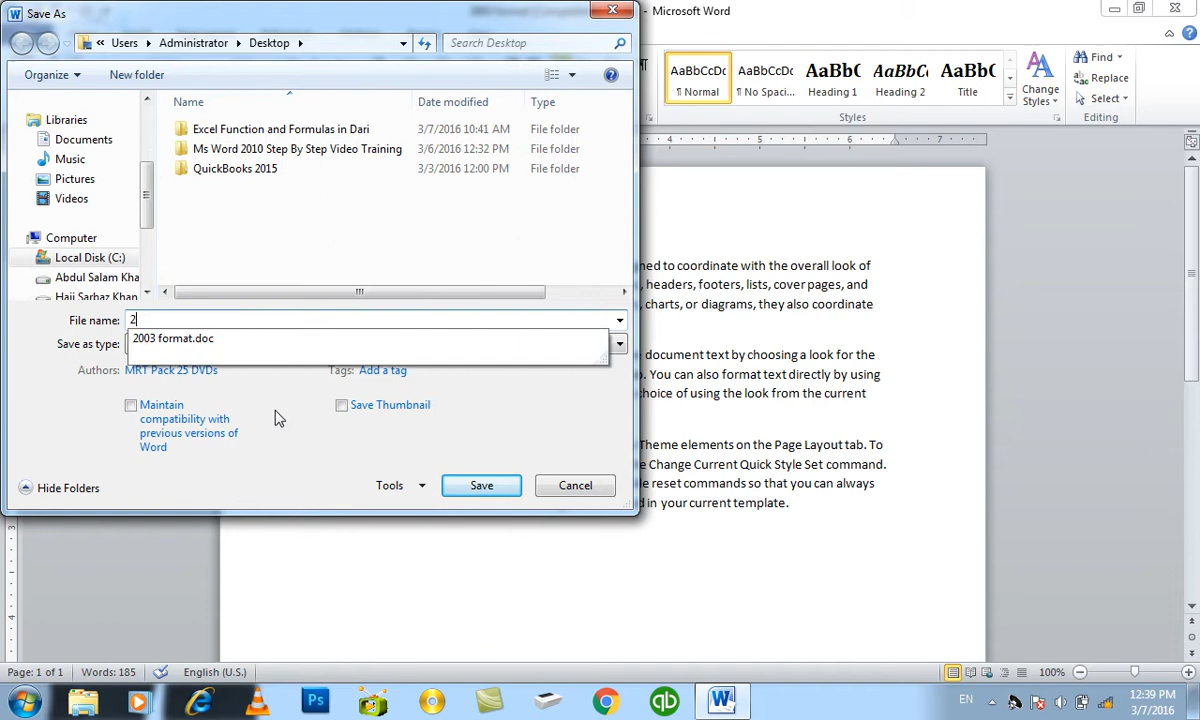 Save As
- Microsoft Word
« Users Administrator Desktop
Search Desktop
Organize
New folder
Name
Date modified
Type
Libraries
Documents
Music
Pictures
Videos
Computer
Local Disk (C:)
Abdul Salam Kha
Haji Sarbaz Khan
Excel Function and Formulas in Dari 3/7/2016 10:41 AM File folder
Ms Word 2010 Step By Step Video Training 3/6/2016 12:32 PM File folder
QuickBooks 2015 3/3/2016 12:00 PM File folder
File name: 2
2003 format.doc
Save as type:
Authors: MRT Pack 25 DVDs
Tags: Add a tag
Maintain
compatibility with
previous versions of
Word
Save Thumbnail
Hide Folders
Tools
Save
Cancel
AaBbCcDc
¶ Normal
AaBbCcDc
¶ No Spaci...
AaBbC
Heading 1
AaBbCc
Heading 2
AaBbC
Title
Change
Styles
Styles
Find
Replace
Select
Editing
4 5 6 7
ned to coordinate with the overall look of
, headers, footers, lists, cover pages, and
, charts, or diagrams, they also coordinate
e document text by choosing a look for the
b. You can also format text directly by using
hoice of using the look from the current
Theme elements on the Page Layout tab. To
e Change Current Quick Style Set command.
e reset commands so that you can always
d in your current template.
3
4
Page: 1 of 1
Words: 185
English (U.S.)
100%
Ps
qb
W
EN
12:39 PM
3/7/2016